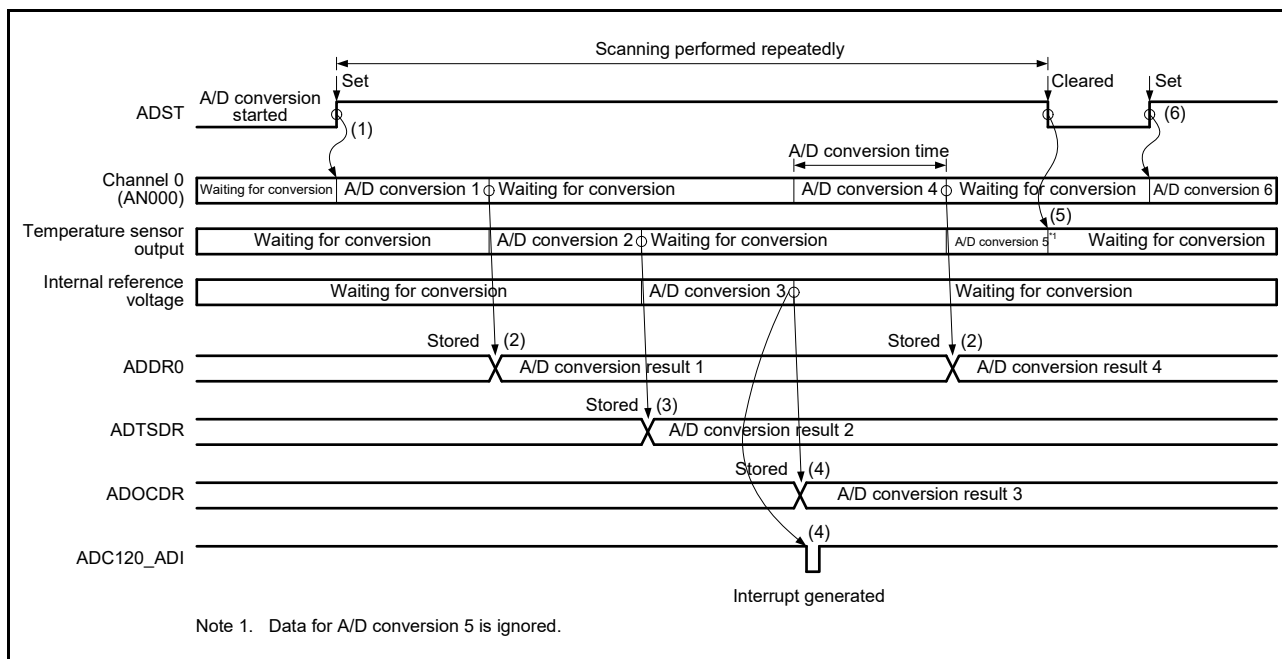 Scanning performed repeatedly
Set
Cleared
Set
ADST
A/D conversion
started
(1)
(6)
A/D conversion time
Channel 0
(AN000)
Waiting for conversion
A/D conversion 1
Waiting for conversion
A/D conversion 4
Waiting for conversion
A/D conversion 6
(5)
Temperature sensor
output
Waiting for conversion
A/D conversion 2
Waiting for conversion
A/D conversion 5*1
Waiting for conversion
Internal reference
voltage
Waiting for conversion
A/D conversion 3
Waiting for conversion
Stored
(2)
Stored
(2)
ADDR0
A/D conversion result 1
A/D conversion result 4
Stored
(3)
ADTSDR
A/D conversion result 2
Stored
(4)
ADOCDR
A/D conversion result 3
(4)
ADC120_ADI
Interrupt generated
Note 1. Data for A/D conversion 5 is ignored.